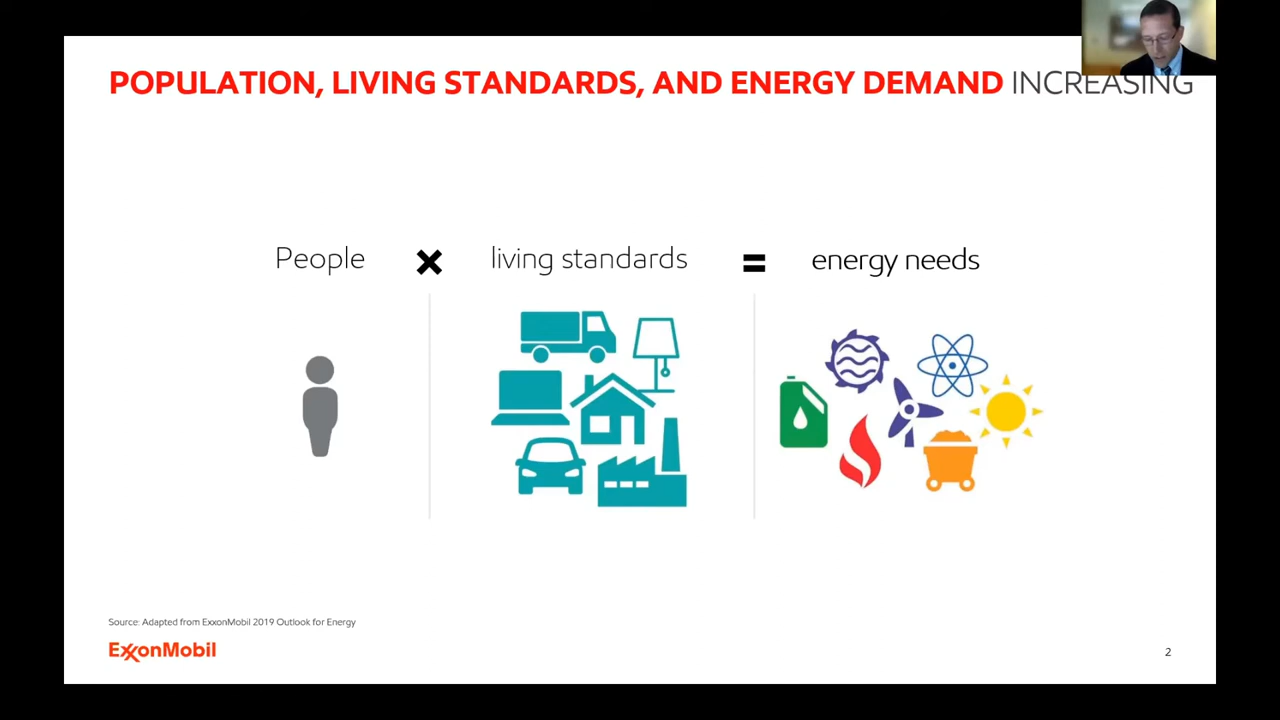 POPULATION, LIVING STANDARDS, AND ENERGY DEMAND INCREASING
People × living standards = energy needs
Source: Adapted from ExxonMobil 2019 Outlook for Energy
ExxonMobil
2